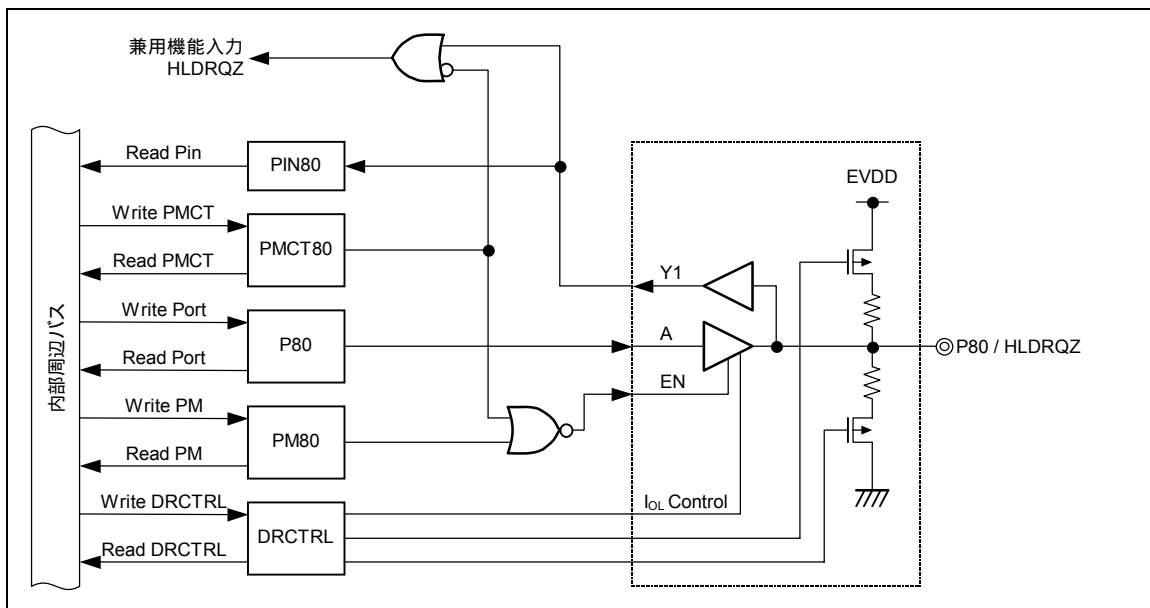 兼用機能入力
HLDRQZ
内部周辺バス
Read Pin
PIN80
Write PMCT
Read PMCT
PMCT80
Write Port
Read Port
P80
Write PM
Read PM
PM80
Write DRCTRL
Read DRCTRL
DRCTRL
EVDD
Y1
A
EN
IOL Control
P80 / HLDRQZ